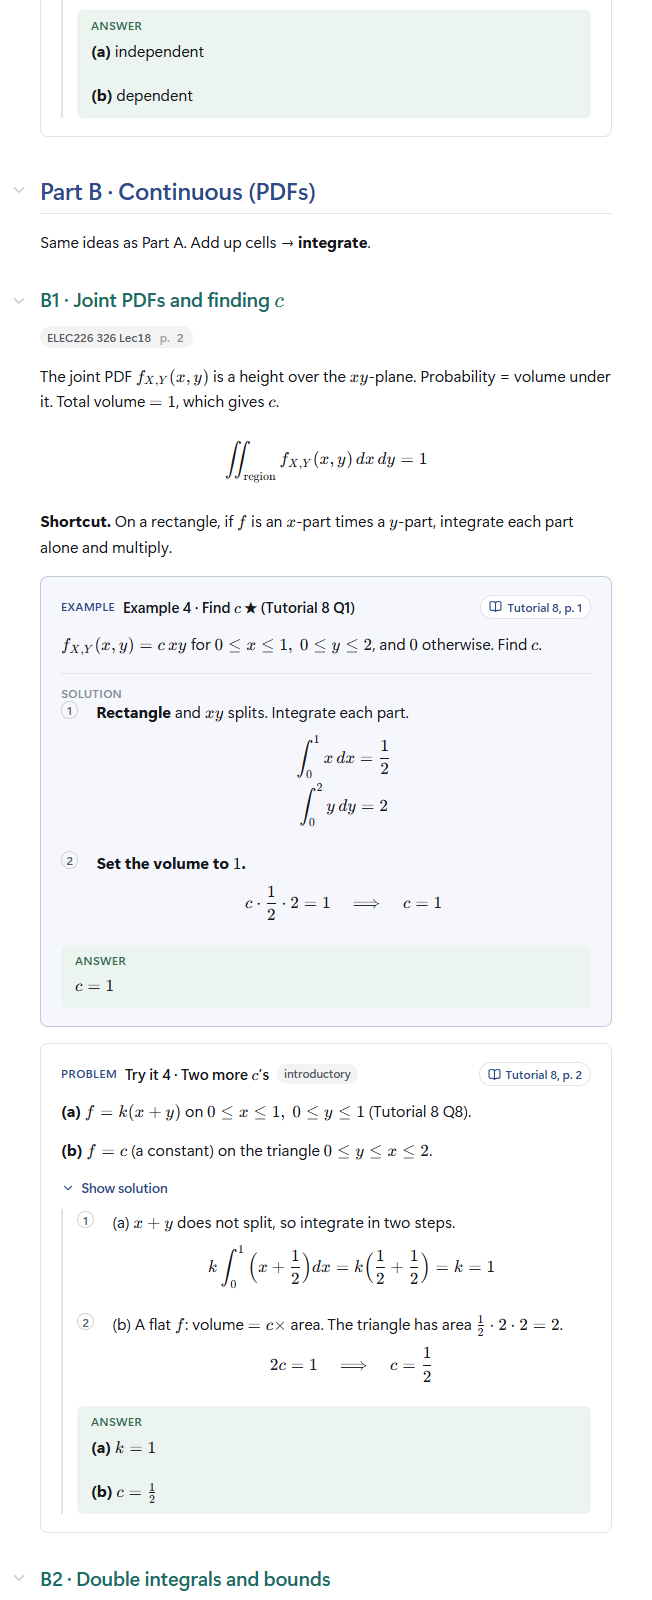 ANSWER
(a) independent
(b) dependent
Part B · Continuous (PDFs)
Same ideas as Part A. Add up cells → integrate.
B1 · Joint PDFs and finding c
ELEC226 326 Lec18 p. 2
The joint PDF f_{X,Y}(x, y) is a height over the xy-plane. Probability = volume under
it. Total volume = 1, which gives c.
∬_{region} f_{X,Y}(x, y) dx dy = 1
Shortcut. On a rectangle, if f is an x-part times a y-part, integrate each part
alone and multiply.
EXAMPLE Example 4 · Find c ★ (Tutorial 8 Q1) Tutorial 8, p. 1
f_{X,Y}(x, y) = c xy for 0 ≤ x ≤ 1, 0 ≤ y ≤ 2, and 0 otherwise. Find c.
SOLUTION
1 Rectangle and xy splits. Integrate each part.
∫_0^1 x dx = 1/2
∫_0^2 y dy = 2
2 Set the volume to 1.
c · 1/2 · 2 = 1 ⟹ c = 1
ANSWER
c = 1
PROBLEM Try it 4 · Two more c's introductory Tutorial 8, p. 2
(a) f = k(x + y) on 0 ≤ x ≤ 1, 0 ≤ y ≤ 1 (Tutorial 8 Q8).
(b) f = c (a constant) on the triangle 0 ≤ y ≤ x ≤ 2.
Show solution
1 (a) x + y does not split, so integrate in two steps.
k ∫_0^1 (x + 1/2) dx = k(1/2 + 1/2) = k = 1
2 (b) A flat f: volume = c× area. The triangle has area 1/2 · 2 · 2 = 2.
2c = 1 ⟹ c = 1/2
ANSWER
(a) k = 1
(b) c = 1/2
B2 · Double integrals and bounds